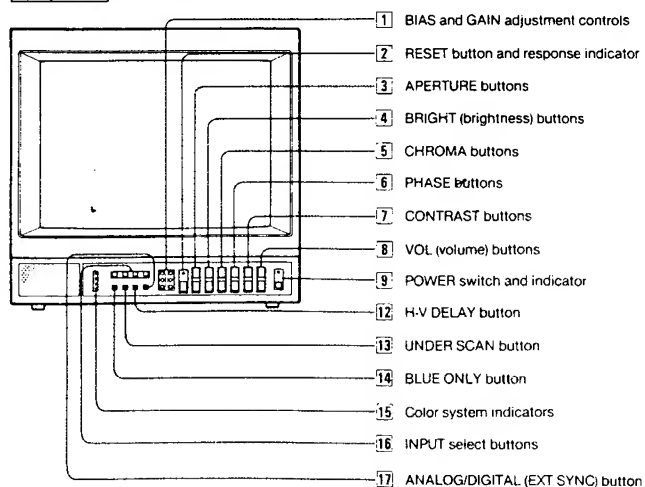 1 BIAS and GAIN adjustment controls
2 RESET button and response indicator
3 APERTURE buttons
4 BRIGHT (brightness) buttons
5 CHROMA buttons
6 PHASE buttons
7 CONTRAST buttons
8 VOL (volume) buttons
9 POWER switch and indicator
12 H-V DELAY button
13 UNDER SCAN button
14 BLUE ONLY button
15 Color system indicators
16 INPUT select buttons
17 ANALOG/DIGITAL (EXT SYNC) button